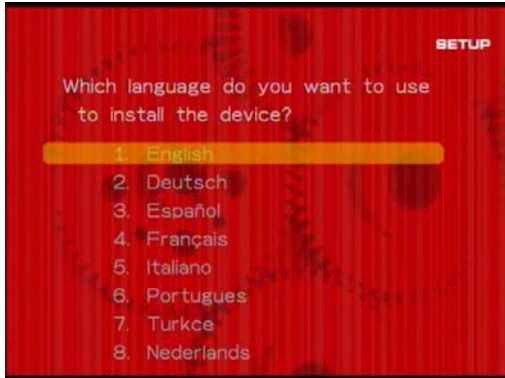 SETUP
Which language do you want to use
to install the device?
1. English
2. Deutsch
3. Español
4. Français
5. Italiano
6. Portugues
7. Turkce
8. Nederlands